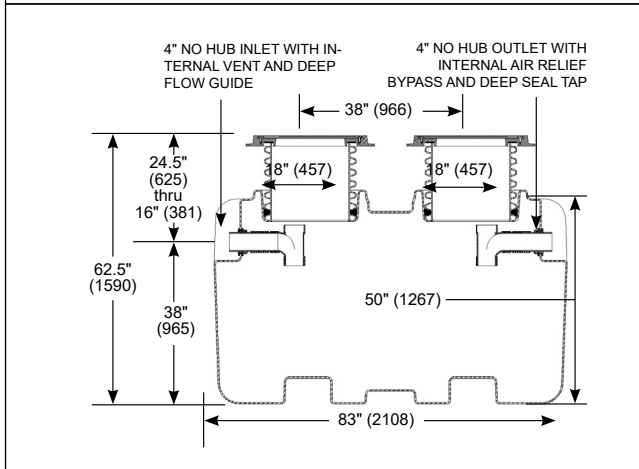 4" NO HUB INLET WITH IN-
TERNAL VENT AND DEEP
FLOW GUIDE
4" NO HUB OUTLET WITH
INTERNAL AIR RELIEF
BYPASS AND DEEP SEAL TAP
38" (966)
24.5"
(625)
thru
16" (381)
18" (457)
18" (457)
62.5"
(1590)
38"
(965)
50" (1267)
83" (2108)